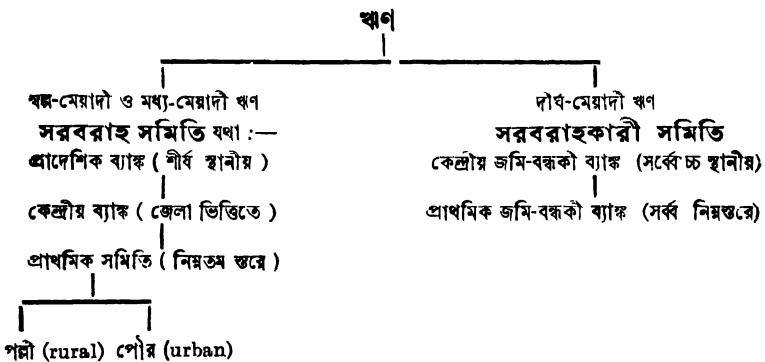 ঋণ
স্বল্প-মেয়াদী ও মধ্য-মেয়াদী ঋণ
সরবরাহ সমিতি যথা :—
প্রাদেশিক ব্যাঙ্ক ( শীর্ষ স্থানীয় )
কেন্দ্রীয় ব্যাঙ্ক ( জেলা ভিত্তিতে )
প্রাথমিক সমিতি ( নিম্নতম স্তরে )
পল্লী (rural) পৌর (urban)
দীর্ঘ-মেয়াদী ঋণ
সরবরাহকারী সমিতি
কেন্দ্রীয় জমি-বন্ধকী ব্যাঙ্ক (সর্ব্বোচ্চ স্থানীয়)
প্রাথমিক জমি-বন্ধকী ব্যাঙ্ক (সর্ব্ব নিম্নস্তরে)